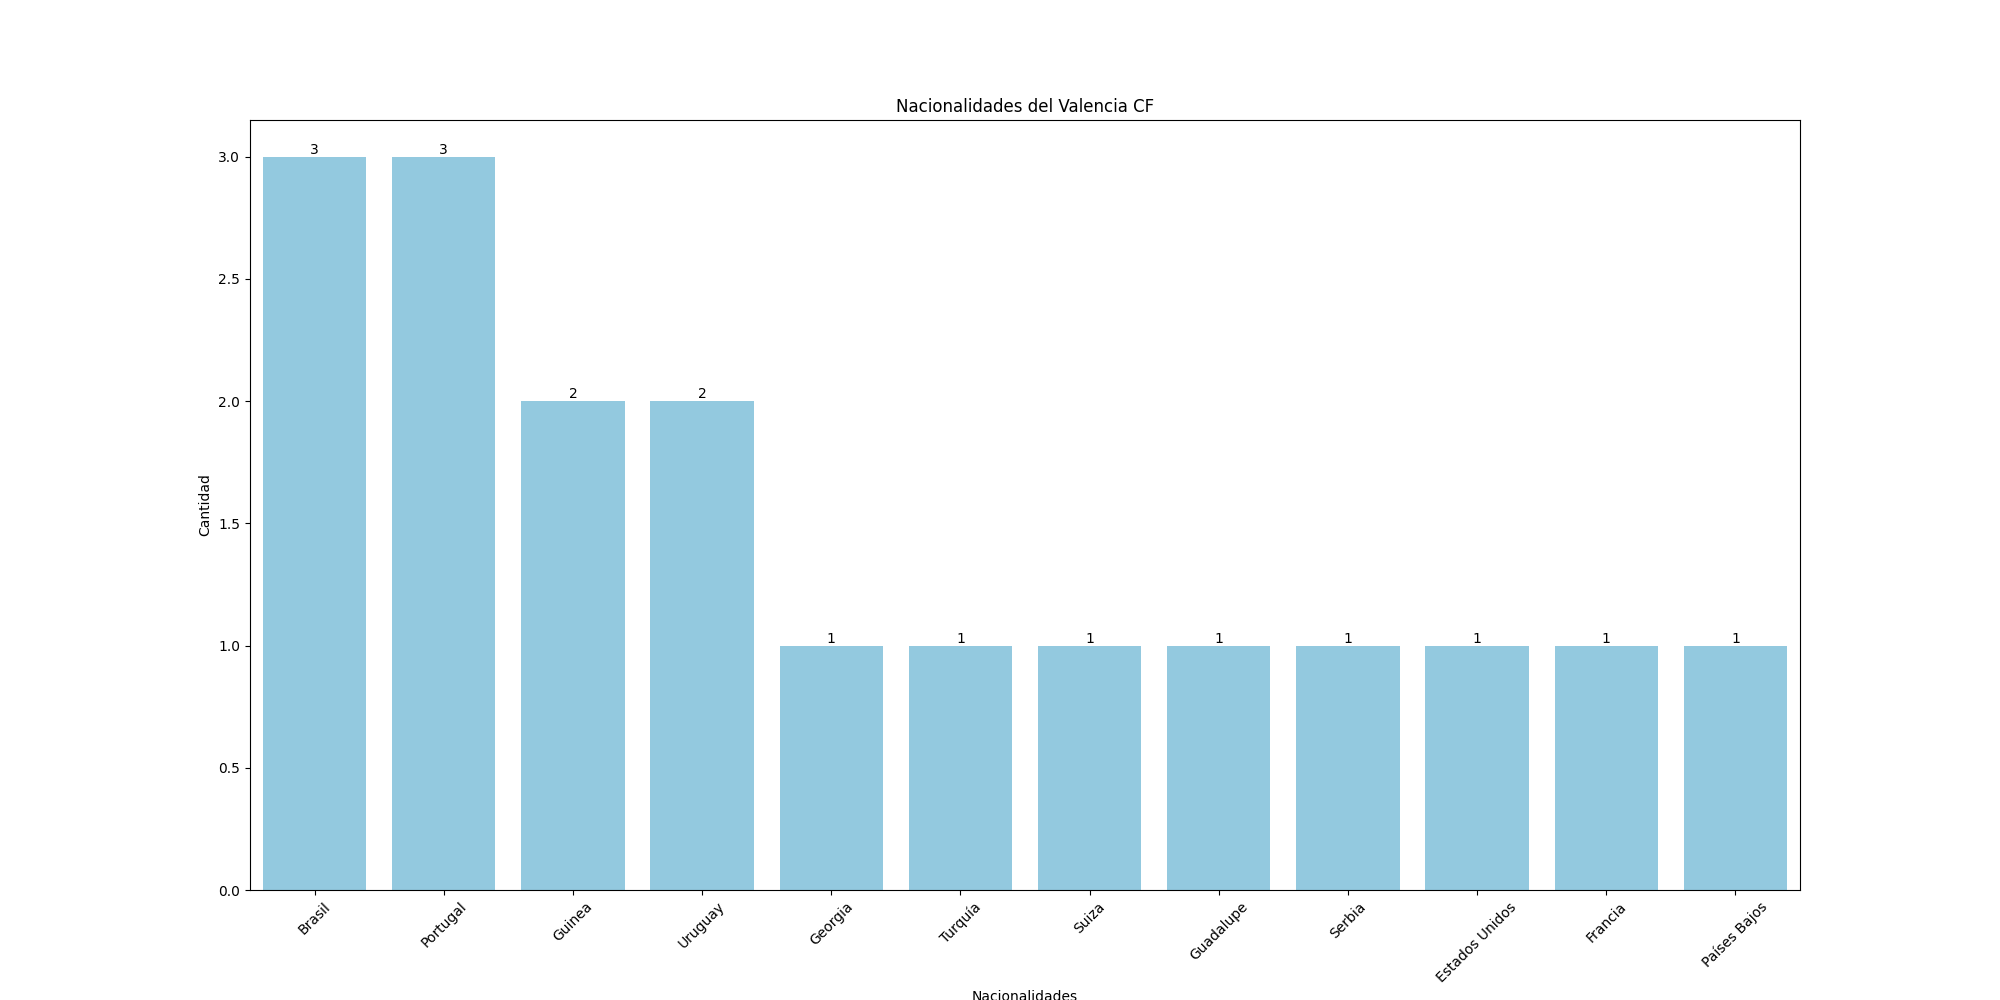 Nacionalidades del Valencia CF
Cantidad
3.0
2.5
2.0
1.5
1.0
0.5
0.0
3
3
2
2
1
1
1
1
1
1
1
1
Brasil
Portugal
Guinea
Uruguay
Georgia
Turquía
Suiza
Guadalupe
Serbia
Estados Unidos
Francia
Países Bajos
Nacionalidades